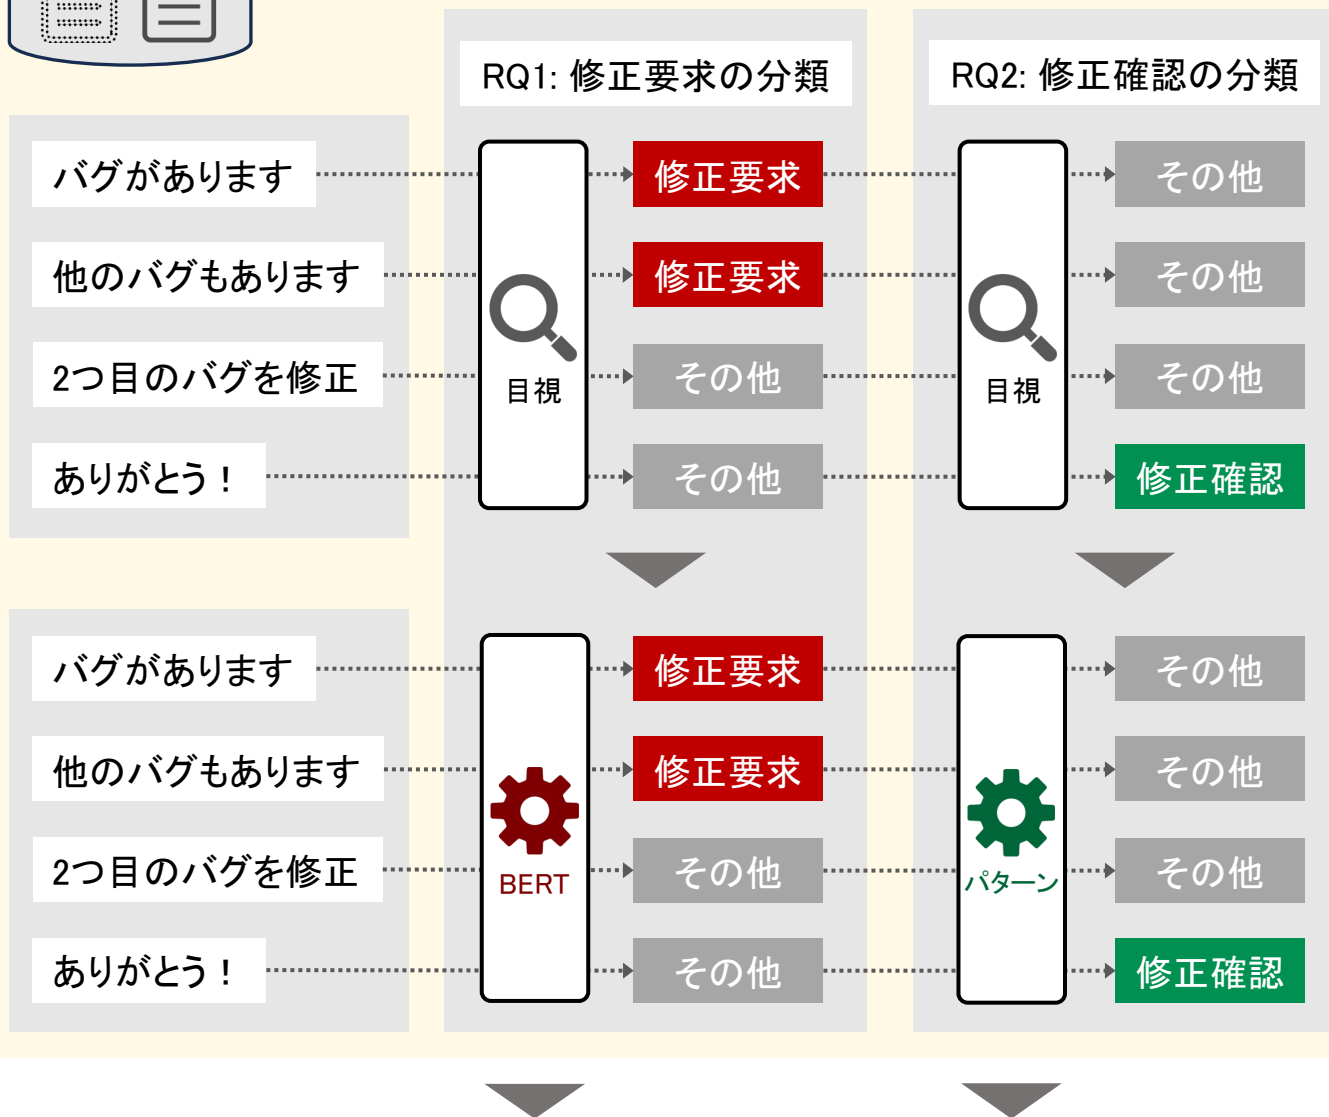 RQ1: 修正要求の分類
RQ2: 修正確認の分類
バグがあります
修正要求
その他
他のバグもあります
修正要求
その他
2つ目のバグを修正
目視
その他
目視
その他
ありがとう！
その他
修正確認
バグがあります
修正要求
その他
他のバグもあります
修正要求
その他
2つ目のバグを修正
BERT
その他
パターン
その他
ありがとう！
その他
修正確認